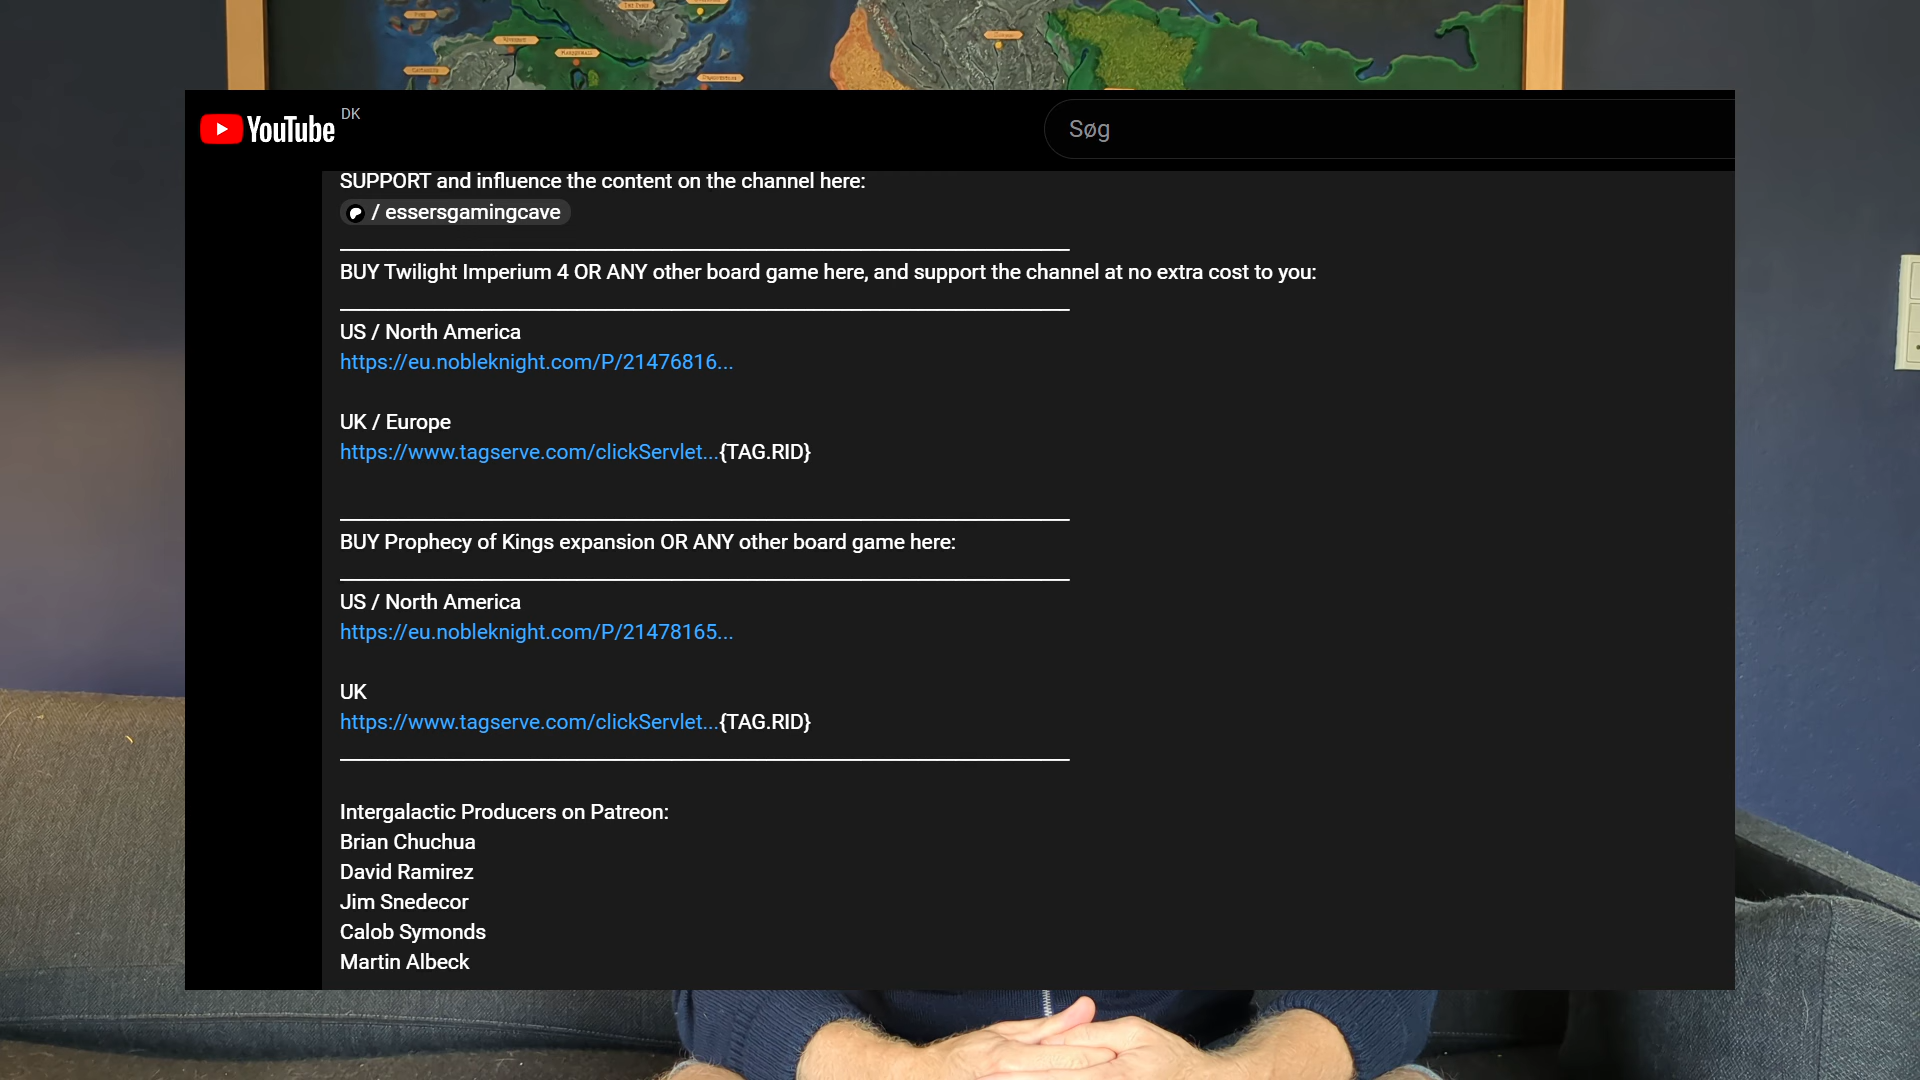 YouTube DK
Søg
SUPPORT and influence the content on the channel here:
/ essersgamingcave
BUY Twilight Imperium 4 OR ANY other board game here, and support the channel at no extra cost to you:
US / North America
https://eu.nobleknight.com/P/21476816...
UK / Europe
https://www.tagserve.com/clickServlet...{TAG.RID}
BUY Prophecy of Kings expansion OR ANY other board game here:
US / North America
https://eu.nobleknight.com/P/21478165...
UK
https://www.tagserve.com/clickServlet...{TAG.RID}
Intergalactic Producers on Patreon:
Brian Chuchua
David Ramirez
Jim Snedecor
Calob Symonds
Martin Albeck